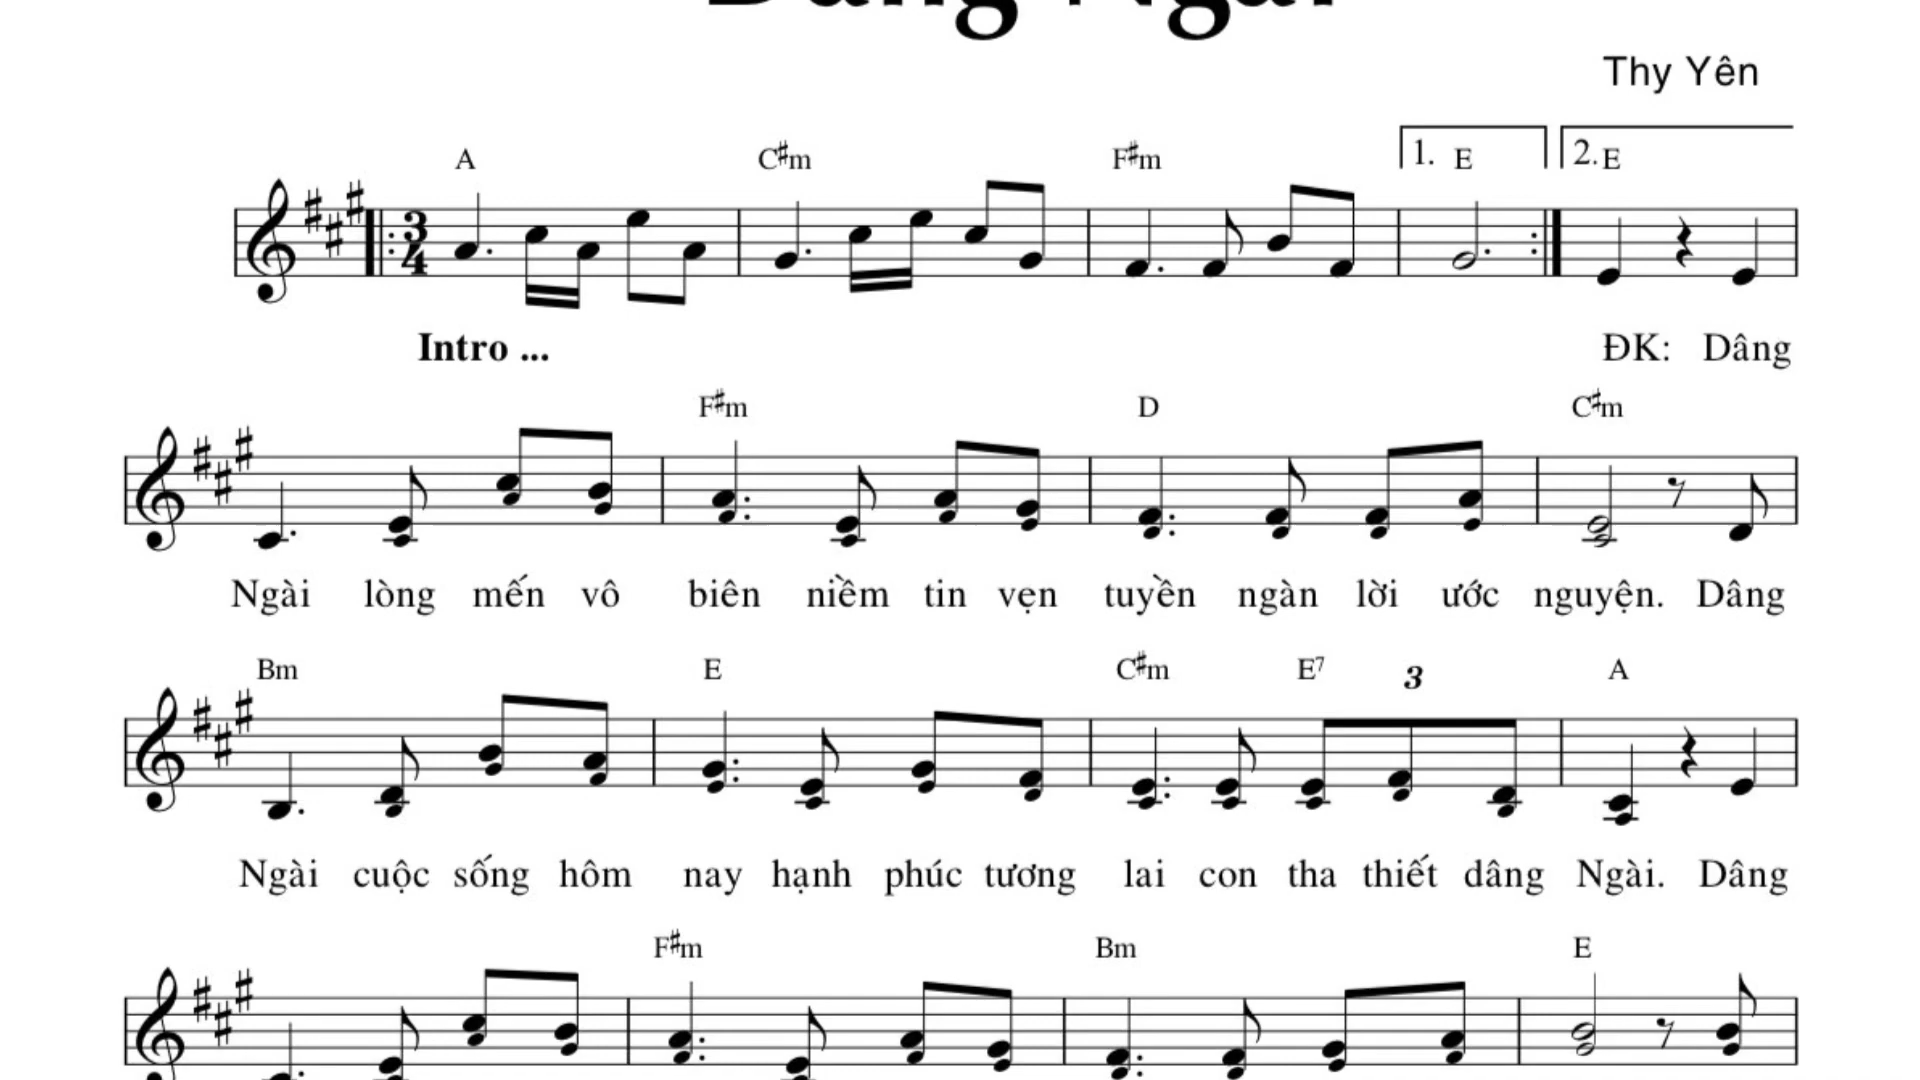 Thy Yên
A C#m F#m 1. E 2. E
3
4
Intro ... ĐK: Dâng
F#m D C#m
Ngài lòng mến vô biên niềm tin vẹn tuyền ngàn lời ước nguyện. Dâng
Bm E C#m E7 3 A
Ngài cuộc sống hôm nay hạnh phúc tương lai con tha thiết dâng Ngài. Dâng
F#m Bm E